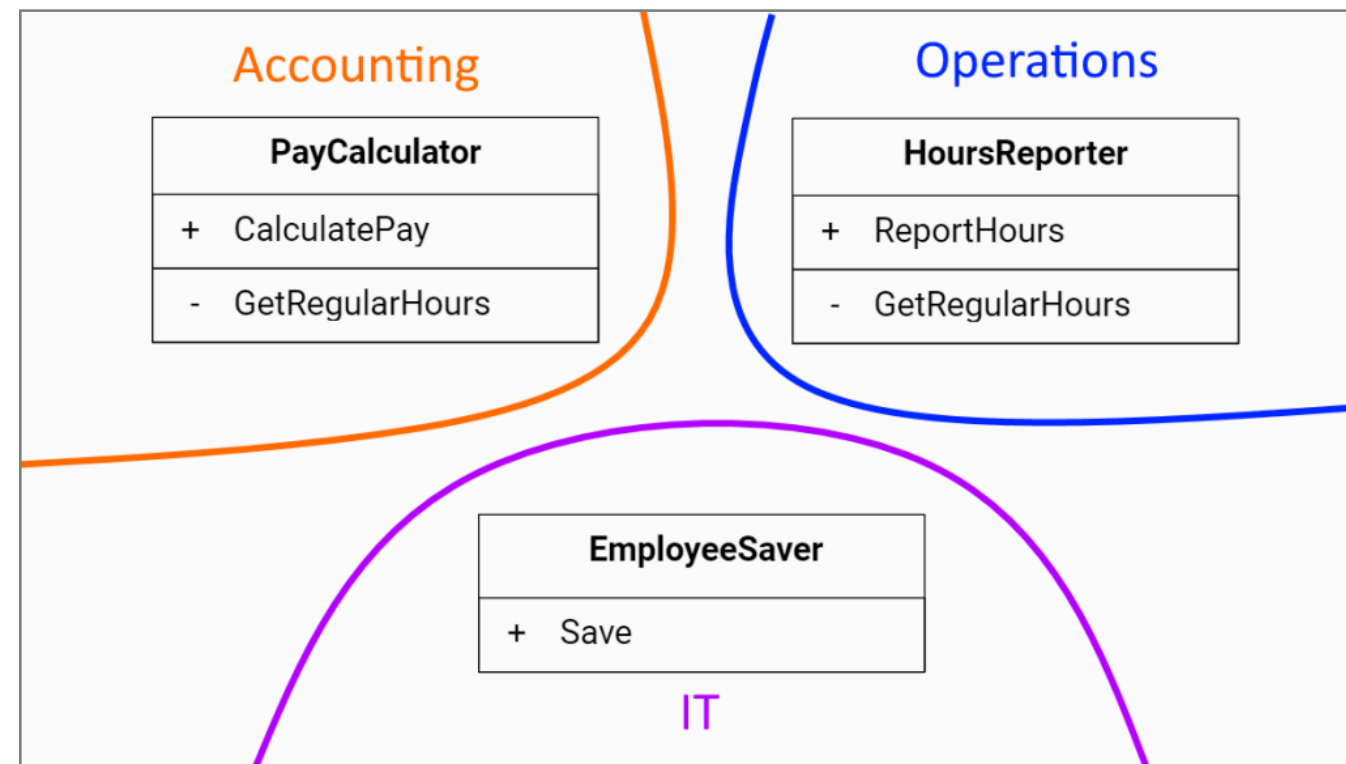 Accounting
Operations
PayCalculator
+ CalculatePay
- GetRegularHours
HoursReporter
+ ReportHours
- GetRegularHours
EmployeeSaver
+ Save
IT